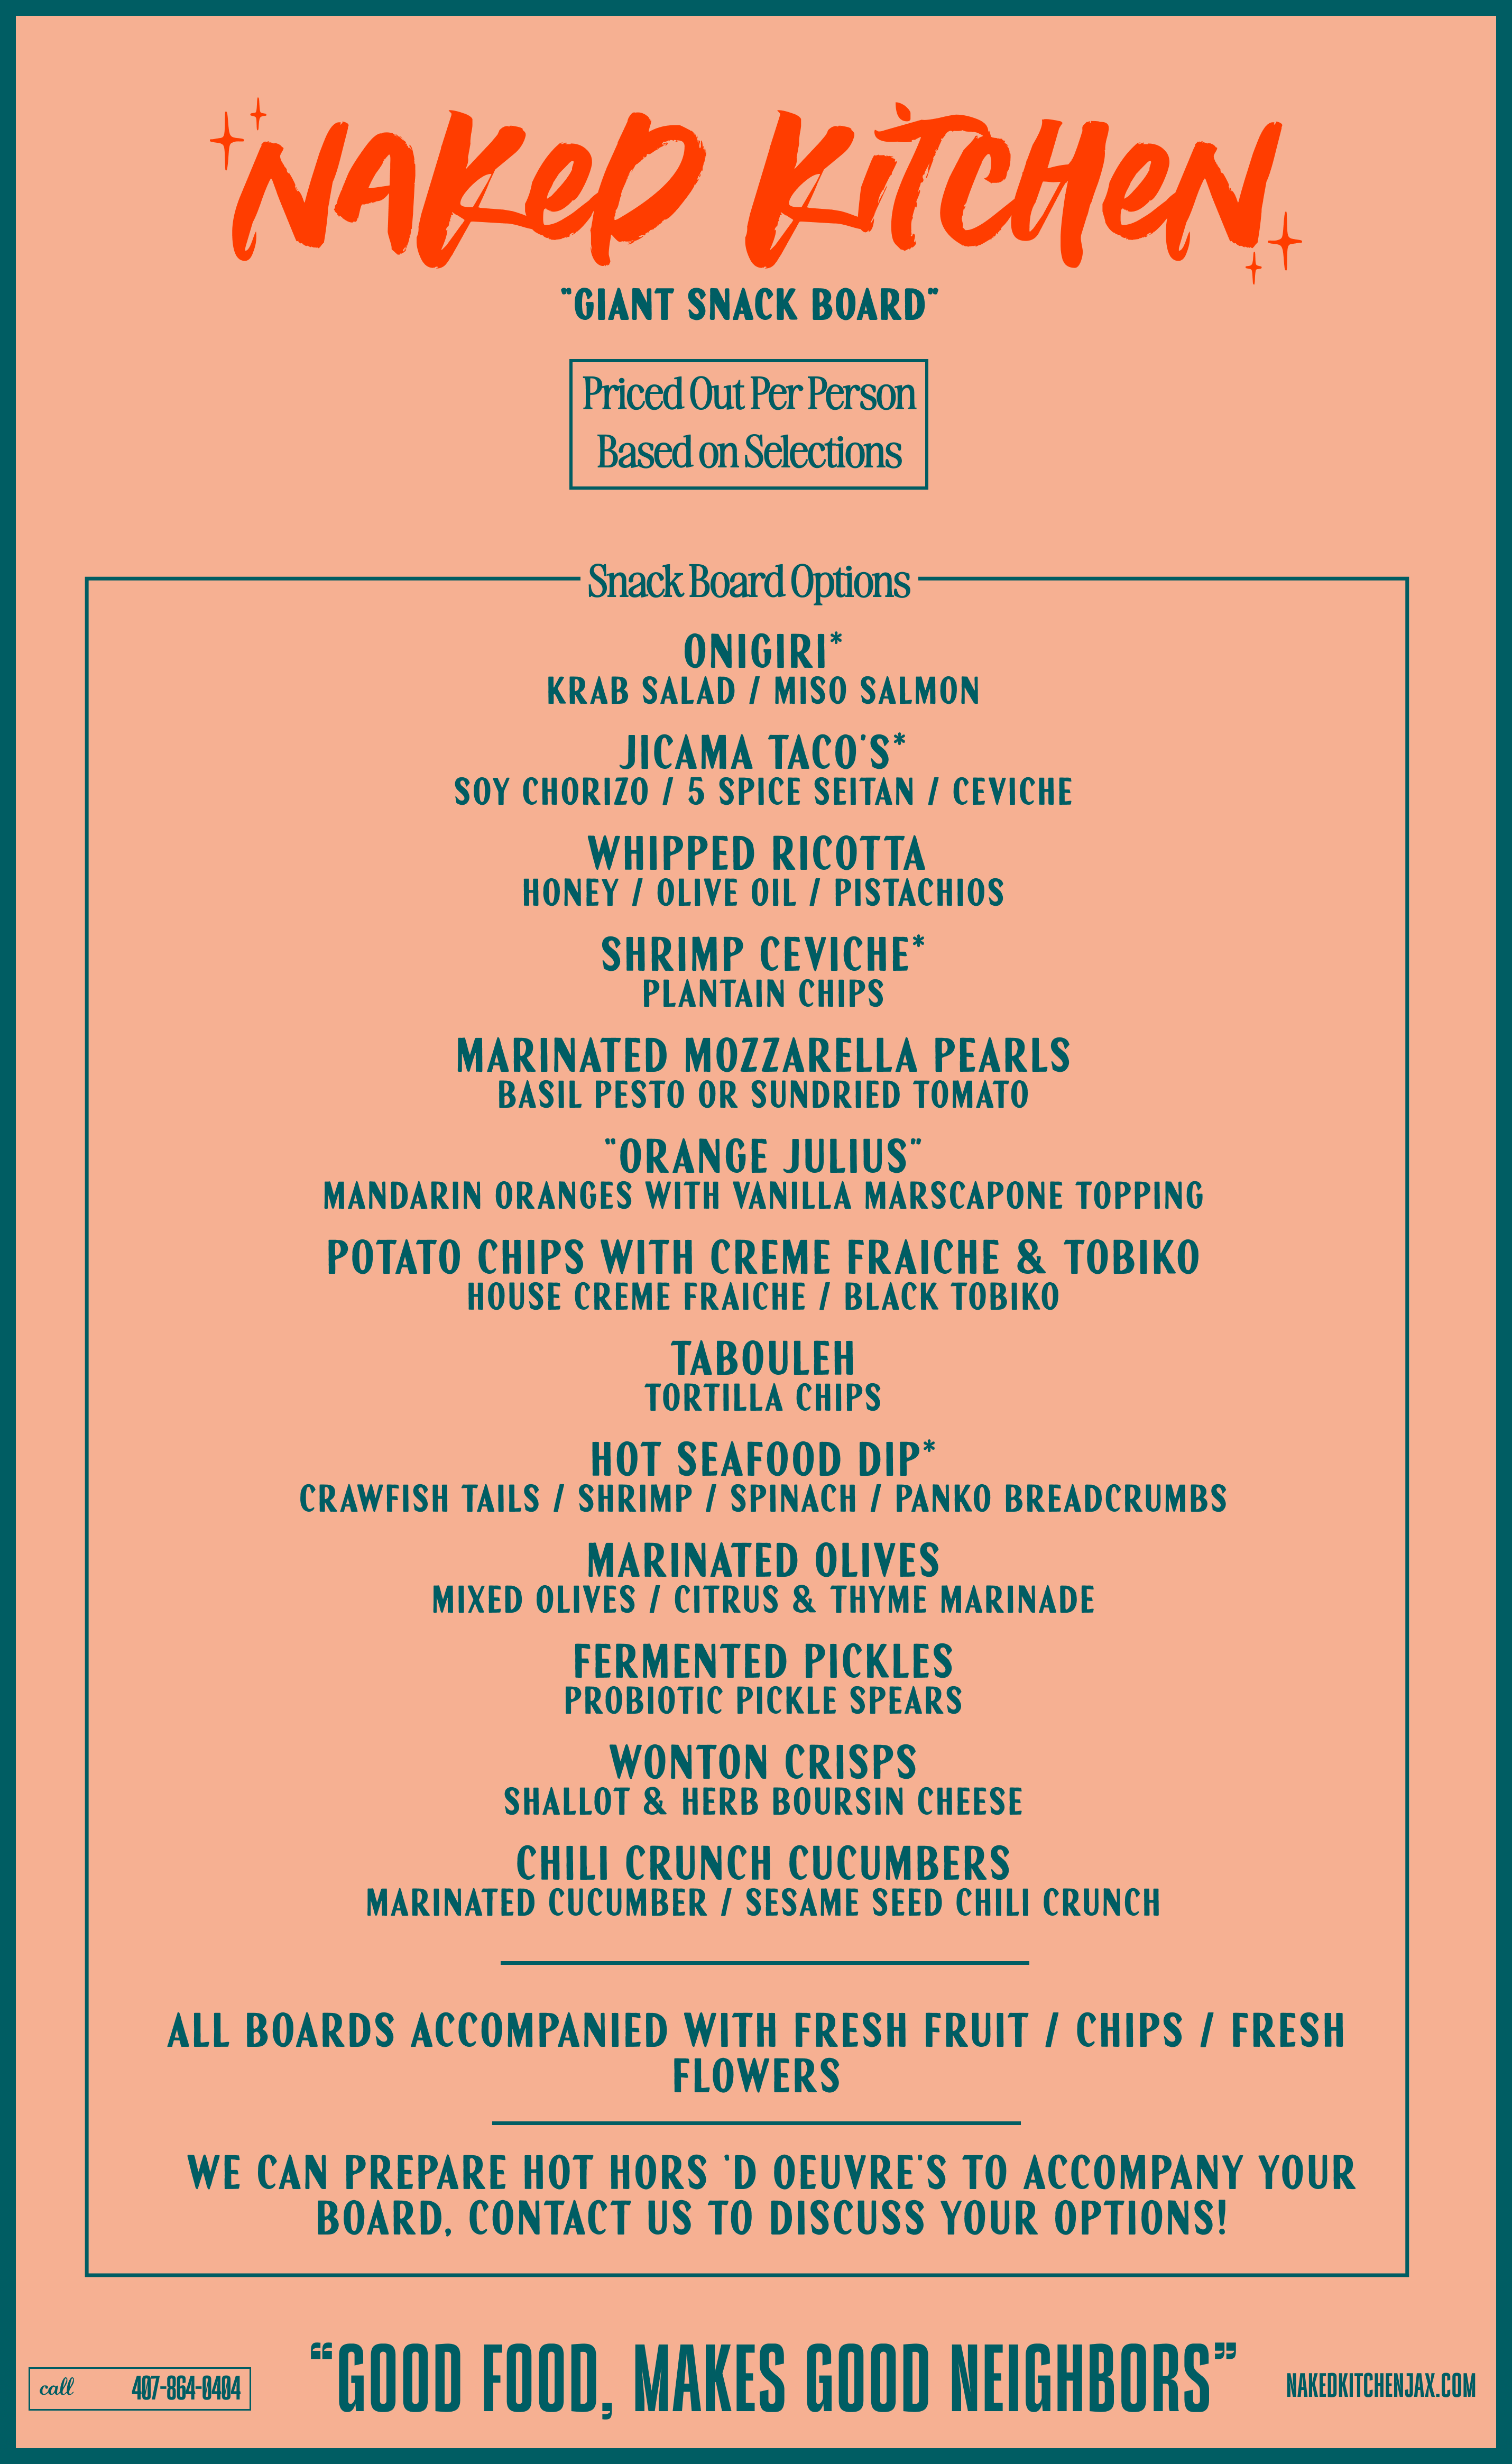 NAKeD KiTCHeN
"GIANT SNACK BOARD"
Priced Out Per Person
Based on Selections
Snack Board Options
ONIGIRI*
KRAB SALAD / MISO SALMON
JICAMA TACO'S*
SOY CHORIZO / 5 SPICE SEITAN / CEVICHE
WHIPPED RICOTTA
HONEY / OLIVE OIL / PISTACHIOS
SHRIMP CEVICHE*
PLANTAIN CHIPS
MARINATED MOZZARELLA PEARLS
BASIL PESTO OR SUNDRIED TOMATO
"ORANGE JULIUS"
MANDARIN ORANGES WITH VANILLA MARSCAPONE TOPPING
POTATO CHIPS WITH CREME FRAICHE & TOBIKO
HOUSE CREME FRAICHE / BLACK TOBIKO
TABOULEH
TORTILLA CHIPS
HOT SEAFOOD DIP*
CRAWFISH TAILS / SHRIMP / SPINACH / PANKO BREADCRUMBS
MARINATED OLIVES
MIXED OLIVES / CITRUS & THYME MARINADE
FERMENTED PICKLES
PROBIOTIC PICKLE SPEARS
WONTON CRISPS
SHALLOT & HERB BOURSIN CHEESE
CHILI CRUNCH CUCUMBERS
MARINATED CUCUMBER / SESAME SEED CHILI CRUNCH
ALL BOARDS ACCOMPANIED WITH FRESH FRUIT / CHIPS / FRESH
FLOWERS
WE CAN PREPARE HOT HORS 'D OEUVRE'S TO ACCOMPANY YOUR
BOARD, CONTACT US TO DISCUSS YOUR OPTIONS!
"GOOD FOOD, MAKES GOOD NEIGHBORS"
call 407-864-0404
NAKEDKITCHENJAX.COM